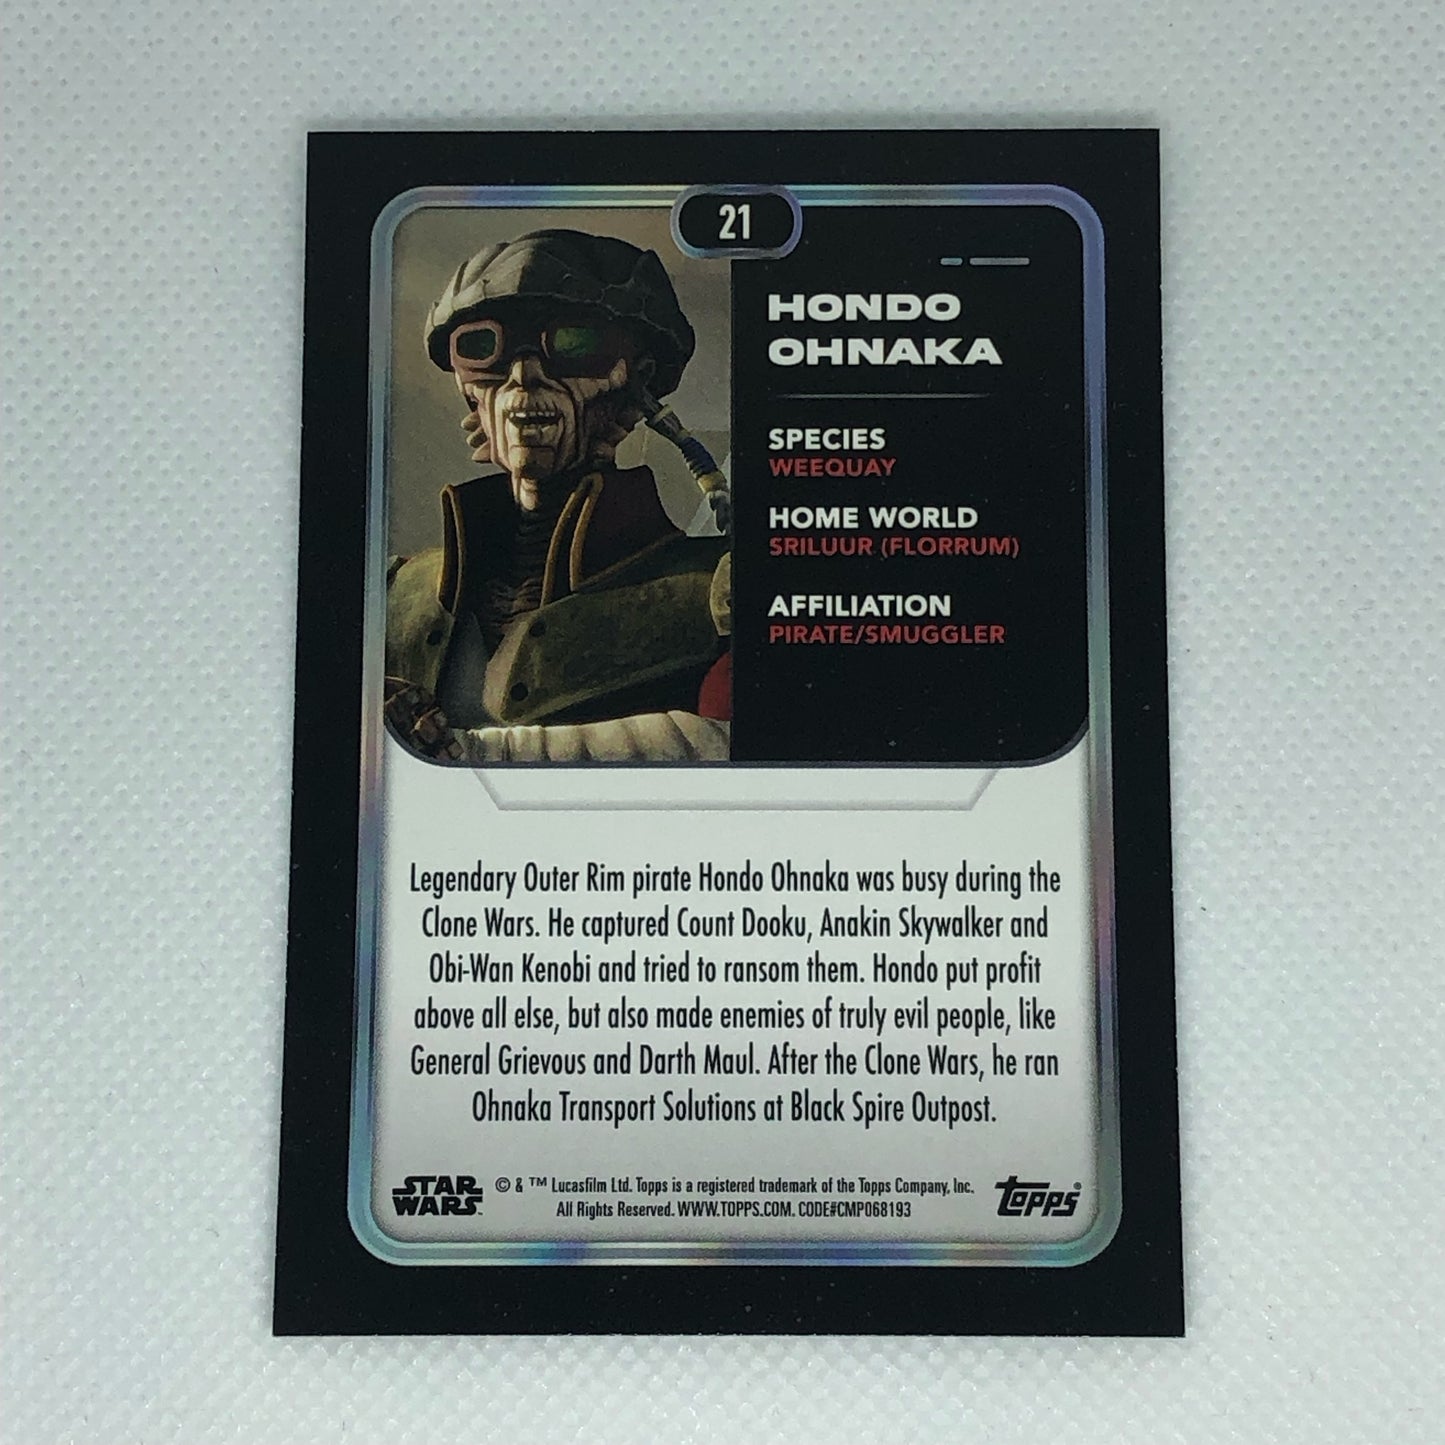 21
HONDO
OHNAKA
SPECIES
WEEQUAY
HOME WORLD
SRILUUR (FLORRUM)
AFFILIATION
PIRATE/SMUGGLER
Legendary Outer Rim pirate Hondo Ohnaka was busy during the
Clone Wars. He captured Count Dooku, Anakin Skywalker and
Obi-Wan Kenobi and tried to ransom them. Hondo put profit
above all else, but also made enemies of truly evil people, like
General Grievous and Darth Maul. After the Clone Wars, he ran
Ohnaka Transport Solutions at Black Spire Outpost.
STAR
WARS
© & ™ Lucasfilm Ltd. Topps is a registered trademark of the Topps Company, Inc.
All Rights Reserved. WWW.TOPPS.COM. CODE#CMP068193
topps®